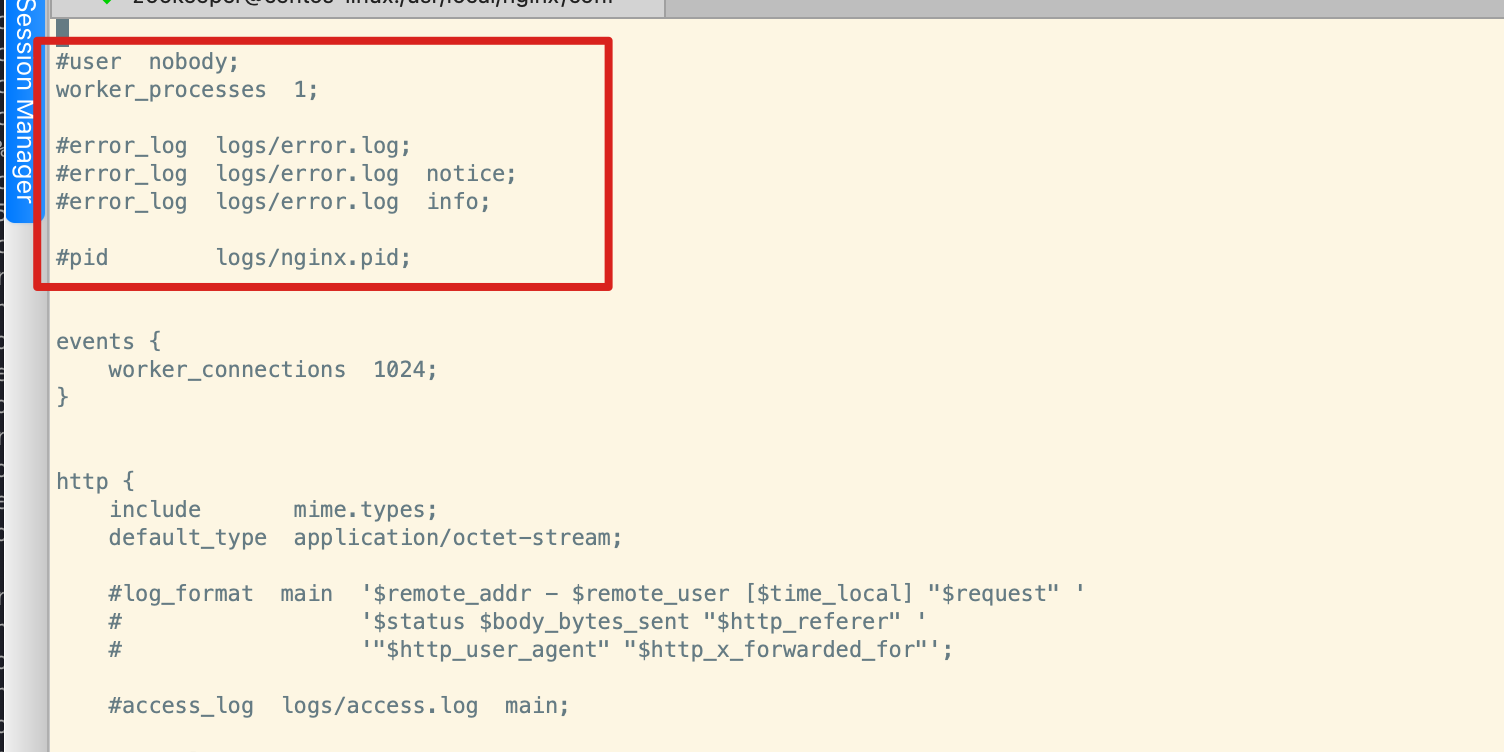 Session Manager
#user  nobody;
worker_processes  1;
#error_log  logs/error.log;
#error_log  logs/error.log  notice;
#error_log  logs/error.log  info;
#pid        logs/nginx.pid;
events {
    worker_connections  1024;
}
http {
    include       mime.types;
    default_type  application/octet-stream;
    #log_format  main  '$remote_addr - $remote_user [$time_local] "$request" '
    #                  '$status $body_bytes_sent "$http_referer" '
    #                  '"$http_user_agent" "$http_x_forwarded_for"';
    #access_log  logs/access.log  main;